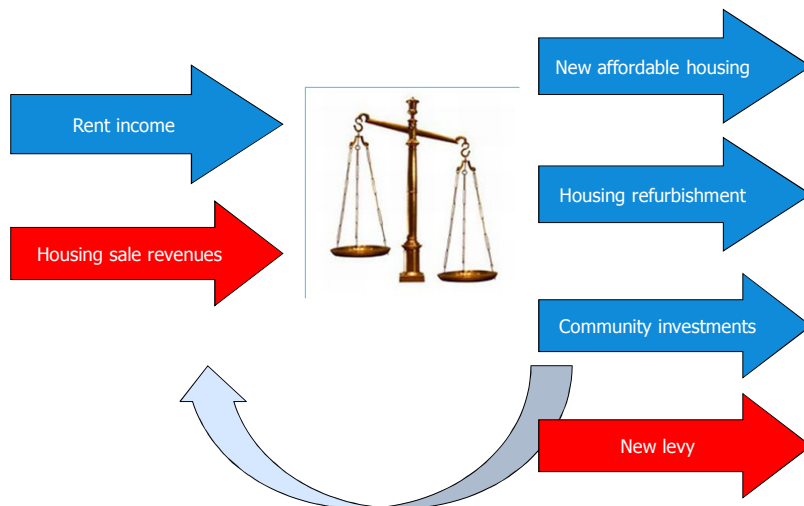 New affordable housing
Rent income
Housing refurbishment
Housing sale revenues
Community investments
New levy